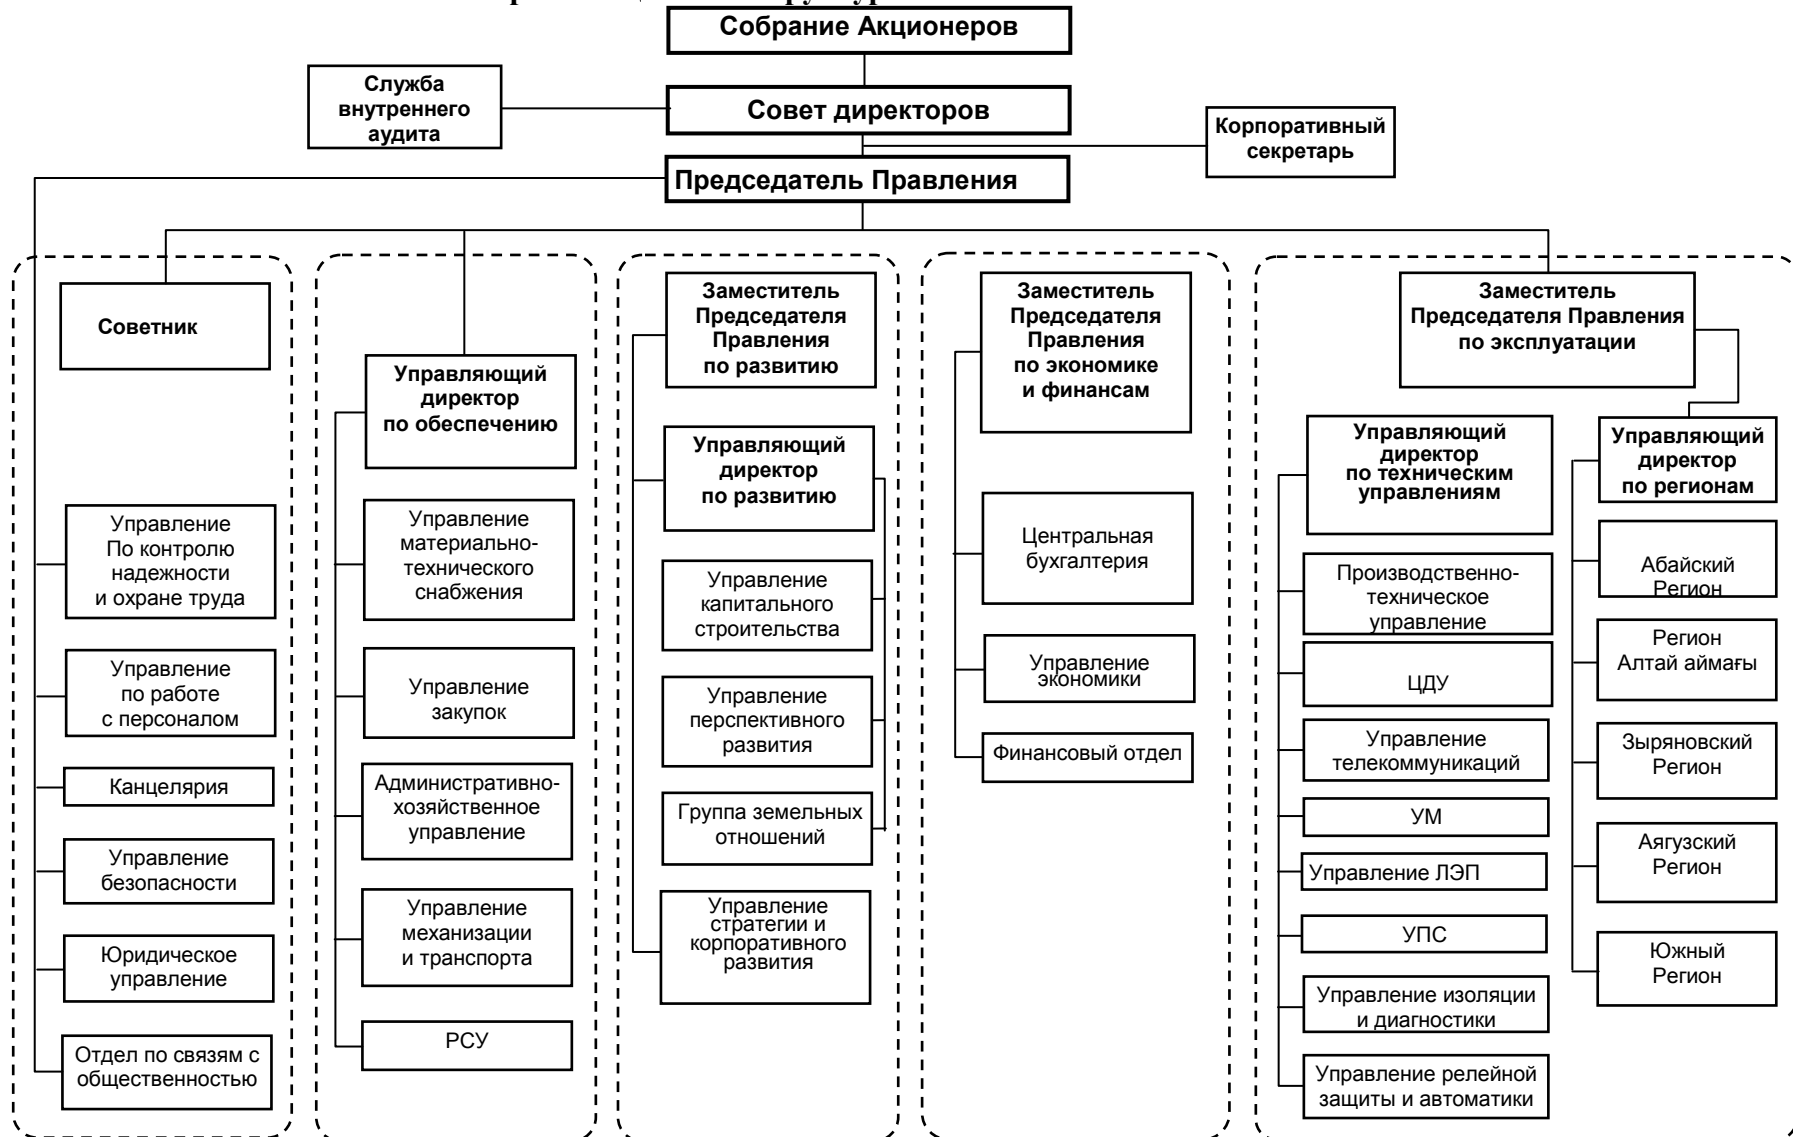 Собрание Акционеров
Служба
внутреннего
аудита
Совет директоров
Корпоративный
секретарь
Председатель Правления
Советник
Управление
По контролю
надежности
и охране труда
Управление
по работе
с персоналом
Канцелярия
Управление
безопасности
Юридическое
управление
Отдел по связям с
общественностью
Управляющий
директор
по обеспечению
Управление
материально-
технического
снабжения
Управление
закупок
Административно-
хозяйственное
управление
Управление
механизации
и транспорта
РСУ
Заместитель
Председателя
Правления
по развитию
Управляющий
директор
по развитию
Управление
капитального
строительства
Управление
перспективного
развития
Группа земельных
отношений
Управление
стратегии и
корпоративного
развития
Заместитель
Председателя
Правления
по экономике
и финансам
Центральная
бухгалтерия
Управление
экономики
Финансовый отдел
Заместитель
Председателя Правления
по эксплуатации
Управляющий
директор
по техническим
управлениям
Производственно-
техническое
управление
ЦДУ
Управление
телекоммуникаций
УМ
Управление ЛЭП
УПС
Управление изоляции
и диагностики
Управление релейной
защиты и автоматики
Управляющий
директор
по регионам
Абайский
Регион
Регион
Алтай аймағы
Зыряновский
Регион
Аягузский
Регион
Южный
Регион